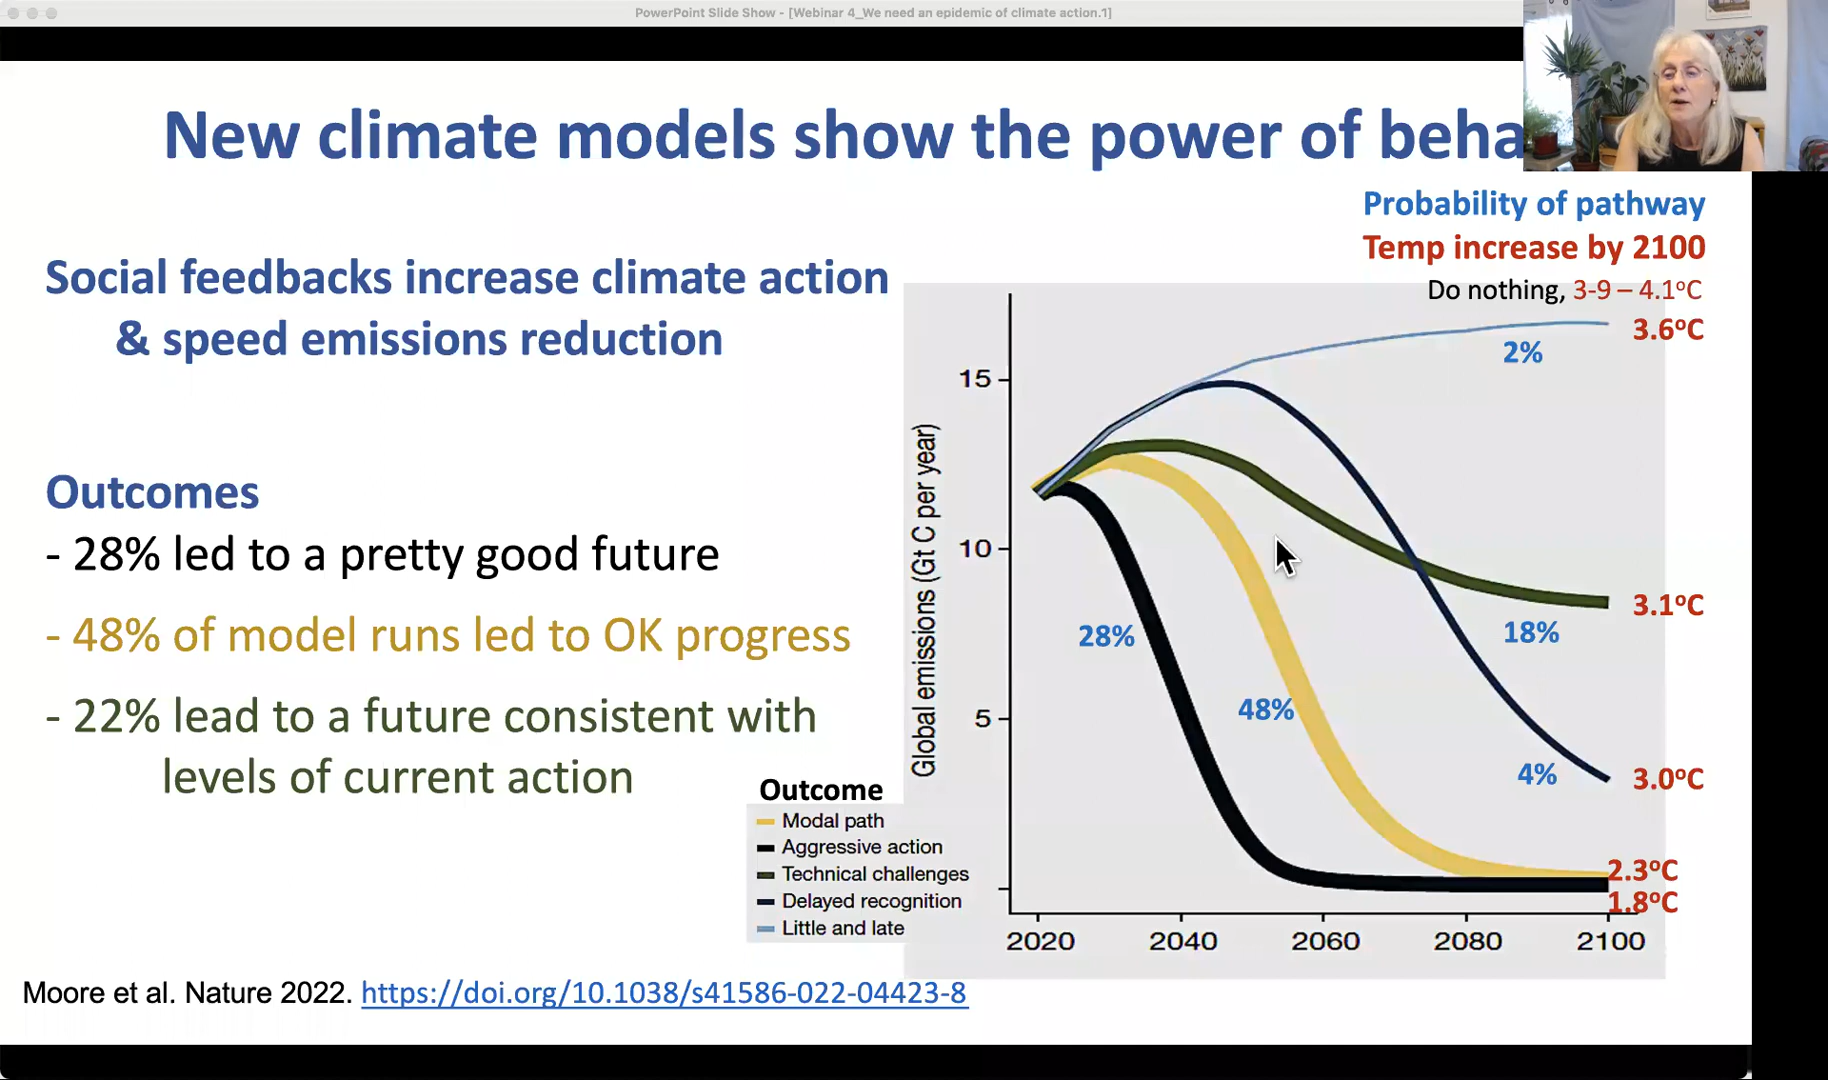 PowerPoint Slide Show - [Webinar 4_We need an epidemic of climate action.1]
New climate models show the power of beha
Probability of pathway
Temp increase by 2100
Do nothing, 3-9 – 4.1°C
Social feedbacks increase climate action
& speed emissions reduction
Outcomes
- 28% led to a pretty good future
- 48% of model runs led to OK progress
- 22% lead to a future consistent with
levels of current action
Outcome
Modal path
Aggressive action
Technical challenges
Delayed recognition
Little and late
Global emissions (Gt C per year)
15
10
5
2020 2040 2060 2080 2100
2%
3.6°C
3.1°C
18%
28%
48%
4%
3.0°C
2.3°C
1.8°C
Moore et al. Nature 2022. https://doi.org/10.1038/s41586-022-04423-8